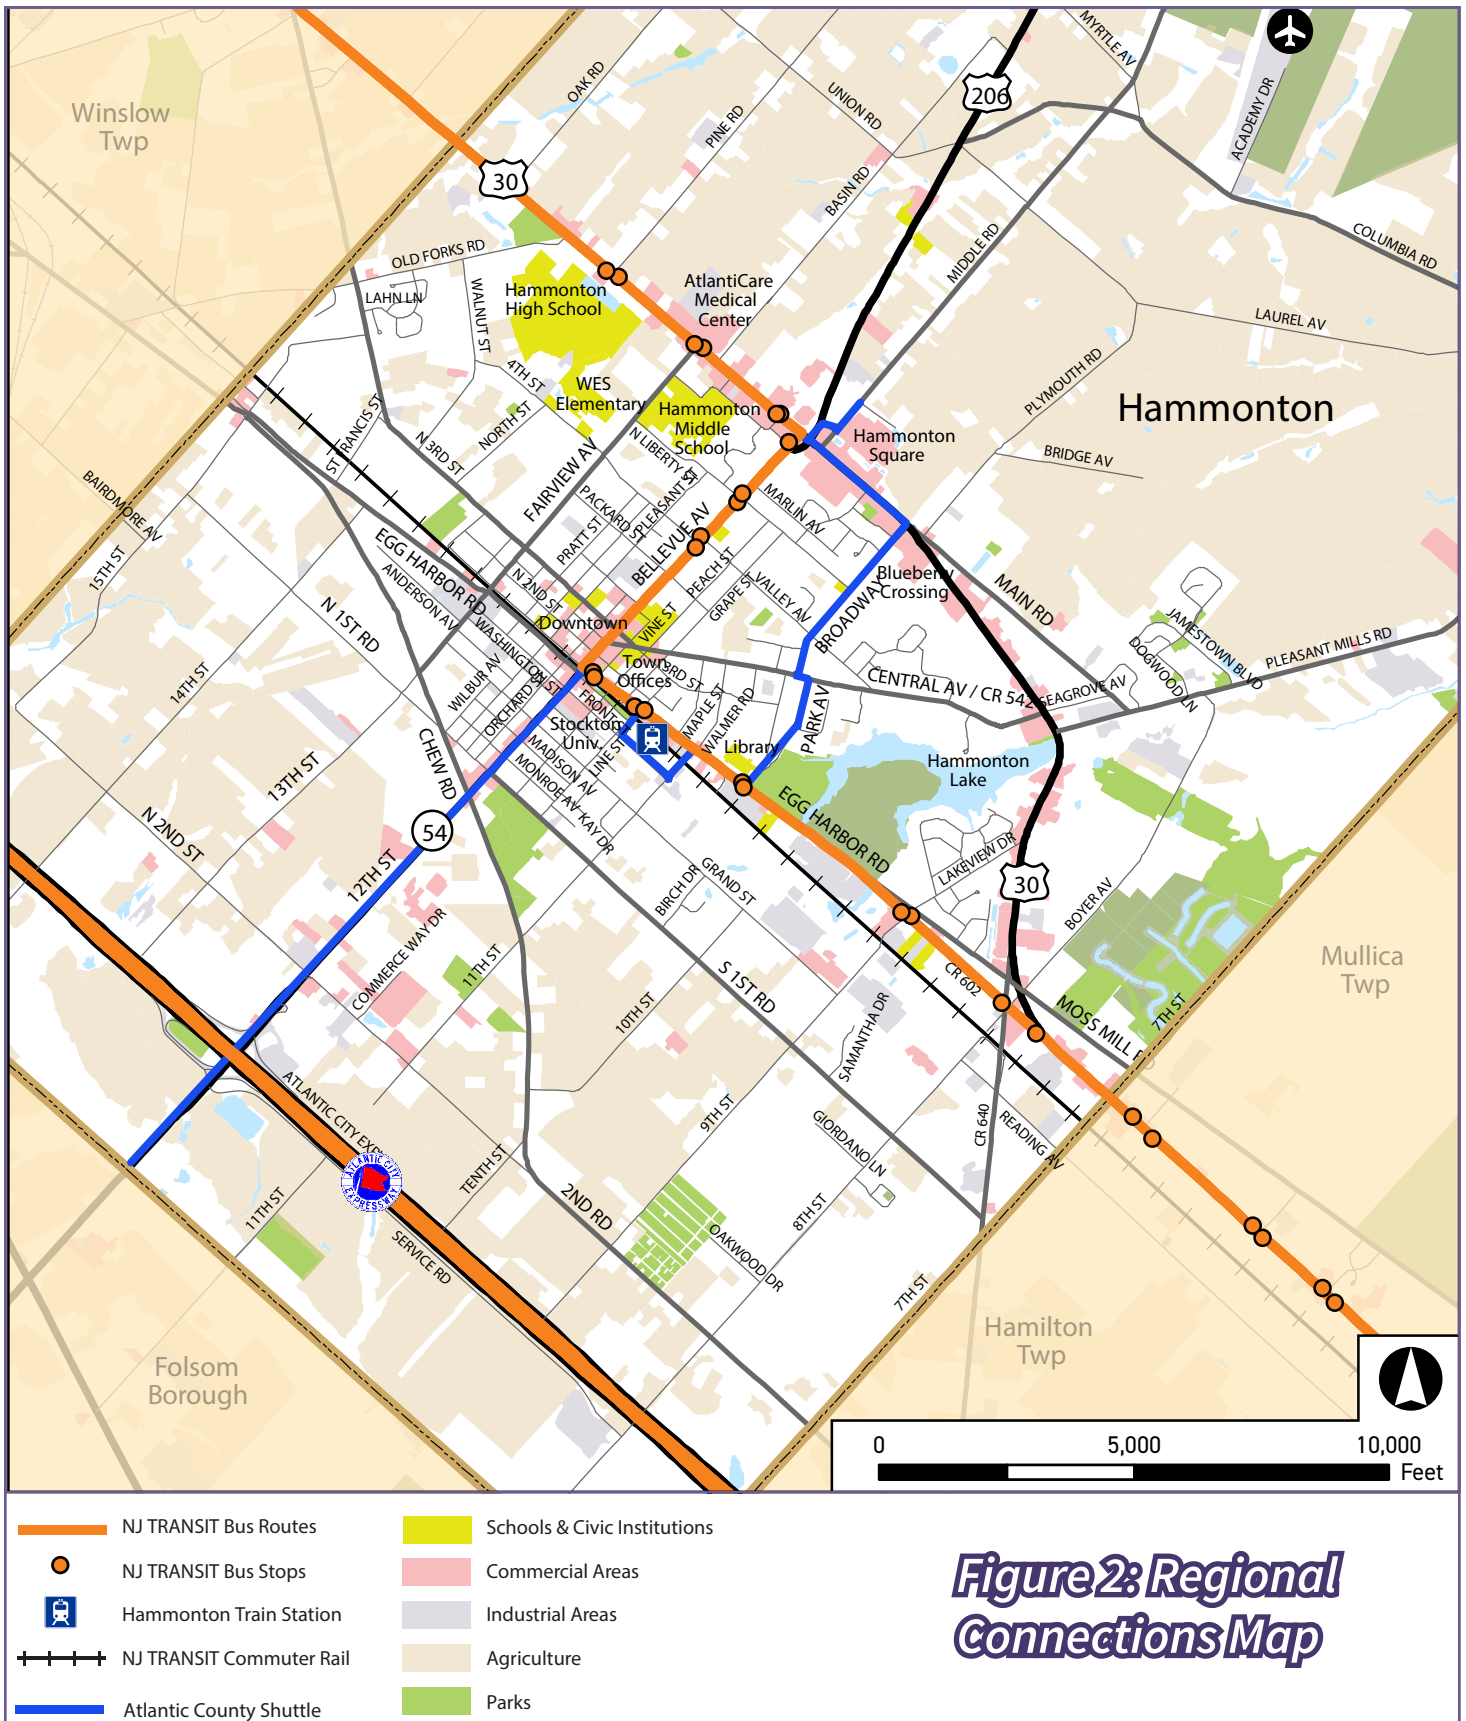 Winslow
Twp
30
206
OAK RD
PINE RD
UNION RD
BASIN RD
MYRTLE AV
ACADEMY DR
COLUMBIA RD
MIDDLE RD
LAUREL AV
OLD FORKS RD
LAHN LN
WALNUT ST
Hammonton
High School
AtlantiCare
Medical
Center
PLYMOUTH RD
Hammonton
4TH ST
WES
Elementary
Hammonton
Middle
School
Hammonton
Square
BRIDGE AV
ST FRANCIS ST
N 3RD ST
NORTH ST
FAIRVIEW AV
N LIBERTY ST
PLEASANT ST
PACKARD ST
PRATT ST
BELLEVUE AV
MARLIN AV
BAIRDMORE AV
15TH ST
EGG HARBOR RD
ANDERSON AV
N 2ND ST
PEACH ST
GRAPE ST
VALLEY AV
Blueberry
Crossing
MAIN RD
BROADWAY
N 1ST RD
WASHINGTON ST
Downtown
VINE ST
Town
Offices
3RD ST
JAMESTOWN BLVD
DOGWOOD LN
PLEASANT MILLS RD
14TH ST
WILBUR AV
ORCHARD ST
FRONT ST
MAPLE ST
WALMER RD
CENTRAL AV / CR 542
SEAGROVE AV
Stockton
Univ.
LINE ST
Library
PARK AV
Hammonton
Lake
CHEW RD
13TH ST
MADISON AV
MONROE AV
KAY DR
N 2ND ST
54
12TH ST
EGG HARBOR RD
LAKEVIEW DR
30
BIRCH DR
GRAND ST
BOYER AV
COMMERCE WAY DR
11TH ST
S 1ST RD
CR 602
Mullica
Twp
10TH ST
SAMANTHA DR
MOSS MILL R
7TH ST
ATLANTIC CITY EXP
9TH ST
GIORDANO LN
CR 640
READING AV
ATLANTIC CITY
EXPRESSWAY
TENTH ST
11TH ST
2ND RD
8TH ST
OAKWOOD DR
SERVICE RD
7TH ST
Hamilton
Twp
Folsom
Borough
0 5,000 10,000
Feet
NJ TRANSIT Bus Routes
NJ TRANSIT Bus Stops
Hammonton Train Station
NJ TRANSIT Commuter Rail
Atlantic County Shuttle
Schools & Civic Institutions
Commercial Areas
Industrial Areas
Agriculture
Parks
Figure 2: Regional
Connections Map